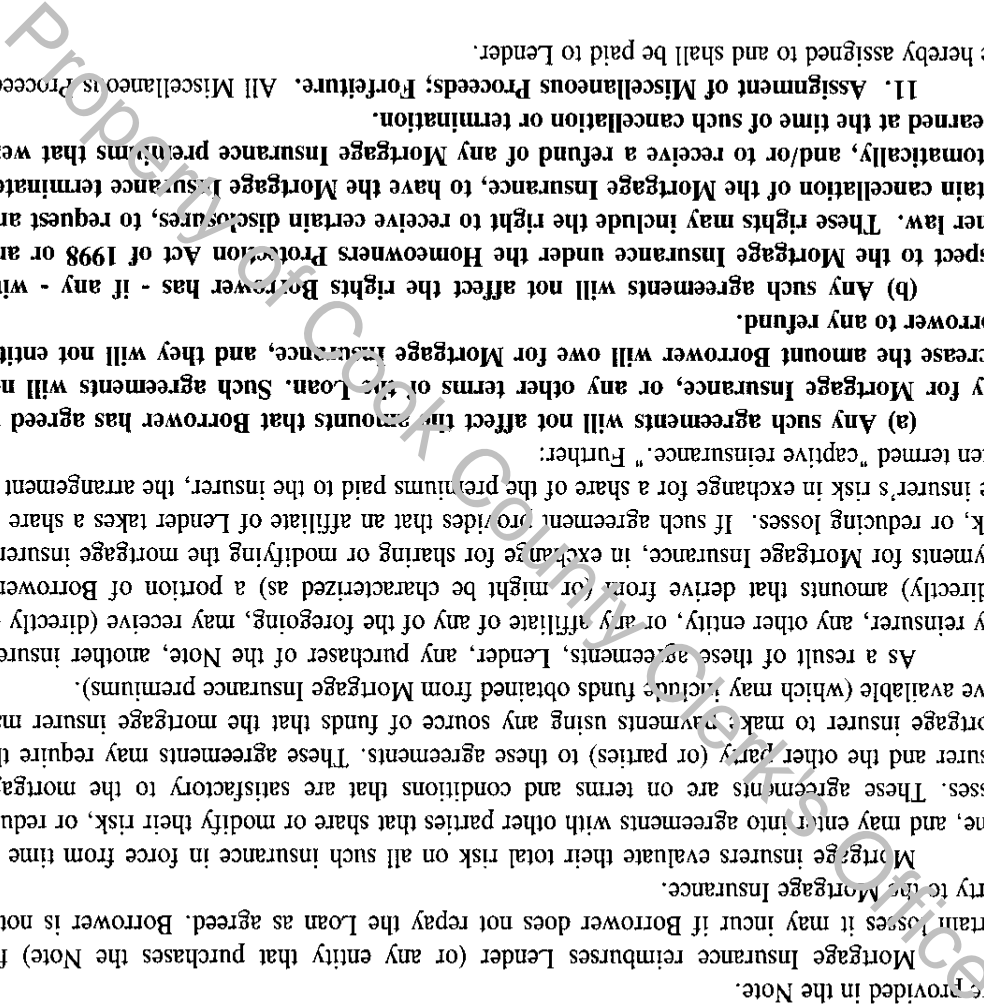 e provided in the Note.
Mortgage Insurance reimburses Lender (or any entity that purchases the Note) f
rtain losses it may incur if Borrower does not repay the Loan as agreed. Borrower is not
rty to the Mortgage Insurance.
Mortgage insurers evaluate their total risk on all such insurance in force from time
ne, and may enter into agreements with other parties that share or modify their risk, or redu
sses. These agreements are on terms and conditions that are satisfactory to the mortgag
surer and the other party (or parties) to these agreements. These agreements may require th
ortgage insurer to make payments using any source of funds that the mortgage insurer ma
ve available (which may include funds obtained from Mortgage Insurance premiums).
As a result of these agreements, Lender, any purchaser of the Note, another insure
y reinsurer, any other entity, or any affiliate of any of the foregoing, may receive (directly
directly) amounts that derive from (or might be characterized as) a portion of Borrower
yments for Mortgage Insurance, in exchange for sharing or modifying the mortgage insurer
k, or reducing losses. If such agreement provides that an affiliate of Lender takes a share
e insurer's risk in exchange for a share of the premiums paid to the insurer, the arrangement
ten termed "captive reinsurance." Further:
(a) Any such agreements will not affect the amounts that Borrower has agreed
y for Mortgage Insurance, or any other terms of the Loan. Such agreements will n
crease the amount Borrower will owe for Mortgage Insurance, and they will not entit
orrower to any refund.
(b) Any such agreements will not affect the rights Borrower has - if any - wi
spect to the Mortgage Insurance under the Homeowners Protection Act of 1998 or an
her law. These rights may include the right to receive certain disclosures, to request an
tain cancellation of the Mortgage Insurance, to have the Mortgage Insurance terminate
tomatically, and/or to receive a refund of any Mortgage Insurance premiums that we
earned at the time of such cancellation or termination.
11. Assignment of Miscellaneous Proceeds; Forfeiture. All Miscellaneous Proceed
e hereby assigned to and shall be paid to Lender.
Property of Cook County Clerk's Office